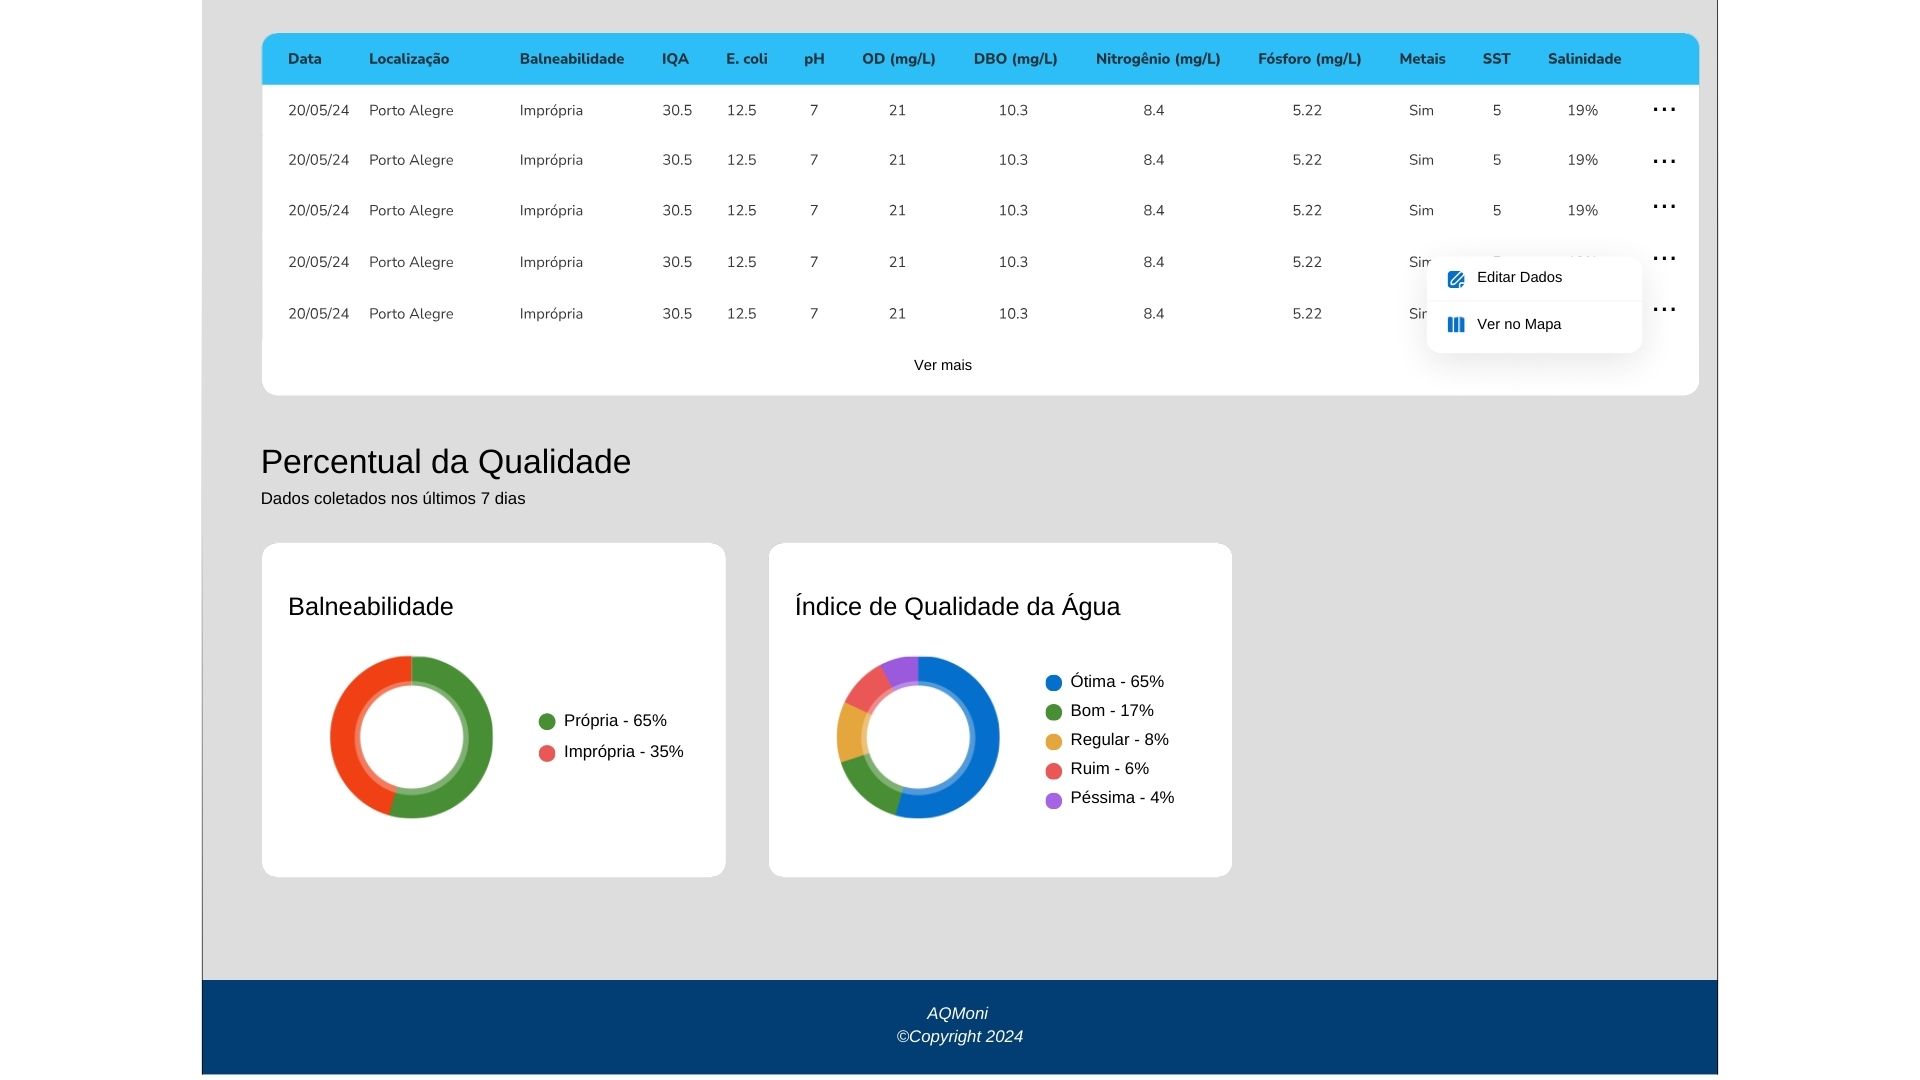 Data Localização Balneabilidade IQA E. coli pH OD (mg/L) DBO (mg/L) Nitrogênio (mg/L) Fósforo (mg/L) Metais SST Salinidade
20/05/24 Porto Alegre Imprópria 30.5 12.5 7 21 10.3 8.4 5.22 Sim 5 19% ...
20/05/24 Porto Alegre Imprópria 30.5 12.5 7 21 10.3 8.4 5.22 Sim 5 19% ...
20/05/24 Porto Alegre Imprópria 30.5 12.5 7 21 10.3 8.4 5.22 Sim 5 19% ...
20/05/24 Porto Alegre Imprópria 30.5 12.5 7 21 10.3 8.4 5.22 ...
Editar Dados
20/05/24 Porto Alegre Imprópria 30.5 12.5 7 21 10.3 8.4 5.22 ...
Ver no Mapa
Ver mais
Percentual da Qualidade
Dados coletados nos últimos 7 dias
Balneabilidade
Própria - 65%
Imprópria - 35%
Índice de Qualidade da Água
Ótima - 65%
Bom - 17%
Regular - 8%
Ruim - 6%
Péssima - 4%
AQMoni
©Copyright 2024